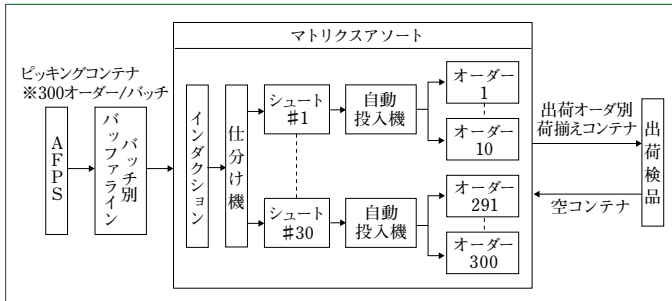 マトリクスアソート
ピッキングコンテナ
※300オーダー/バッチ
AFPS
バッチ別
バッファライン
インダクション
仕分け機
シュート
#1
自動
投入機
オーダー
1
オーダー
10
シュート
#30
自動
投入機
オーダー
291
オーダー
300
出荷オーダ別
荷揃えコンテナ
空コンテナ
出荷検品